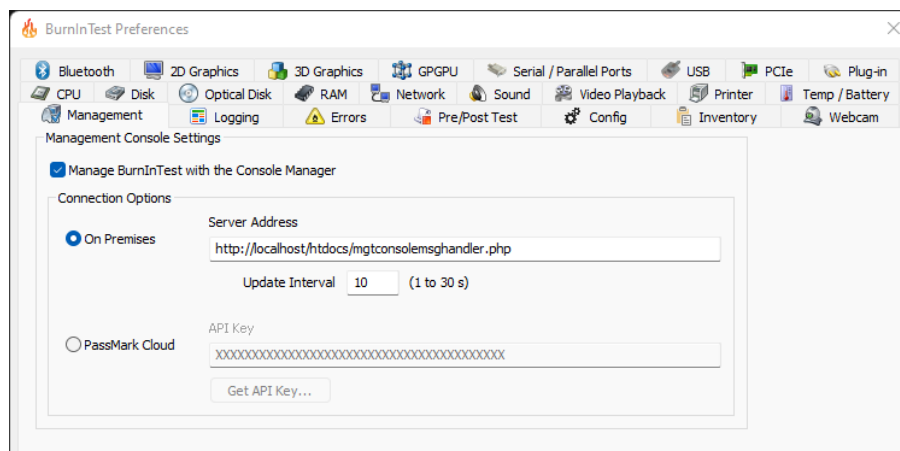 BurnInTest Preferences
Bluetooth 2D Graphics 3D Graphics GPGPU Serial / Parallel Ports USB PCIe Plug-in
CPU Disk Optical Disk RAM Network Sound Video Playback Printer Temp / Battery
Management Logging Errors Pre/Post Test Config Inventory Webcam
Management Console Settings
Manage BurnInTest with the Console Manager
Connection Options
Server Address
On Premises
http://localhost/htdocs/mgtconsolemsghandler.php
Update Interval 10 (1 to 30 s)
API Key
PassMark Cloud
XXXXXXXXXXXXXXXXXXXXXXXXXXXXXXXXXXXXXXXX
Get API Key...